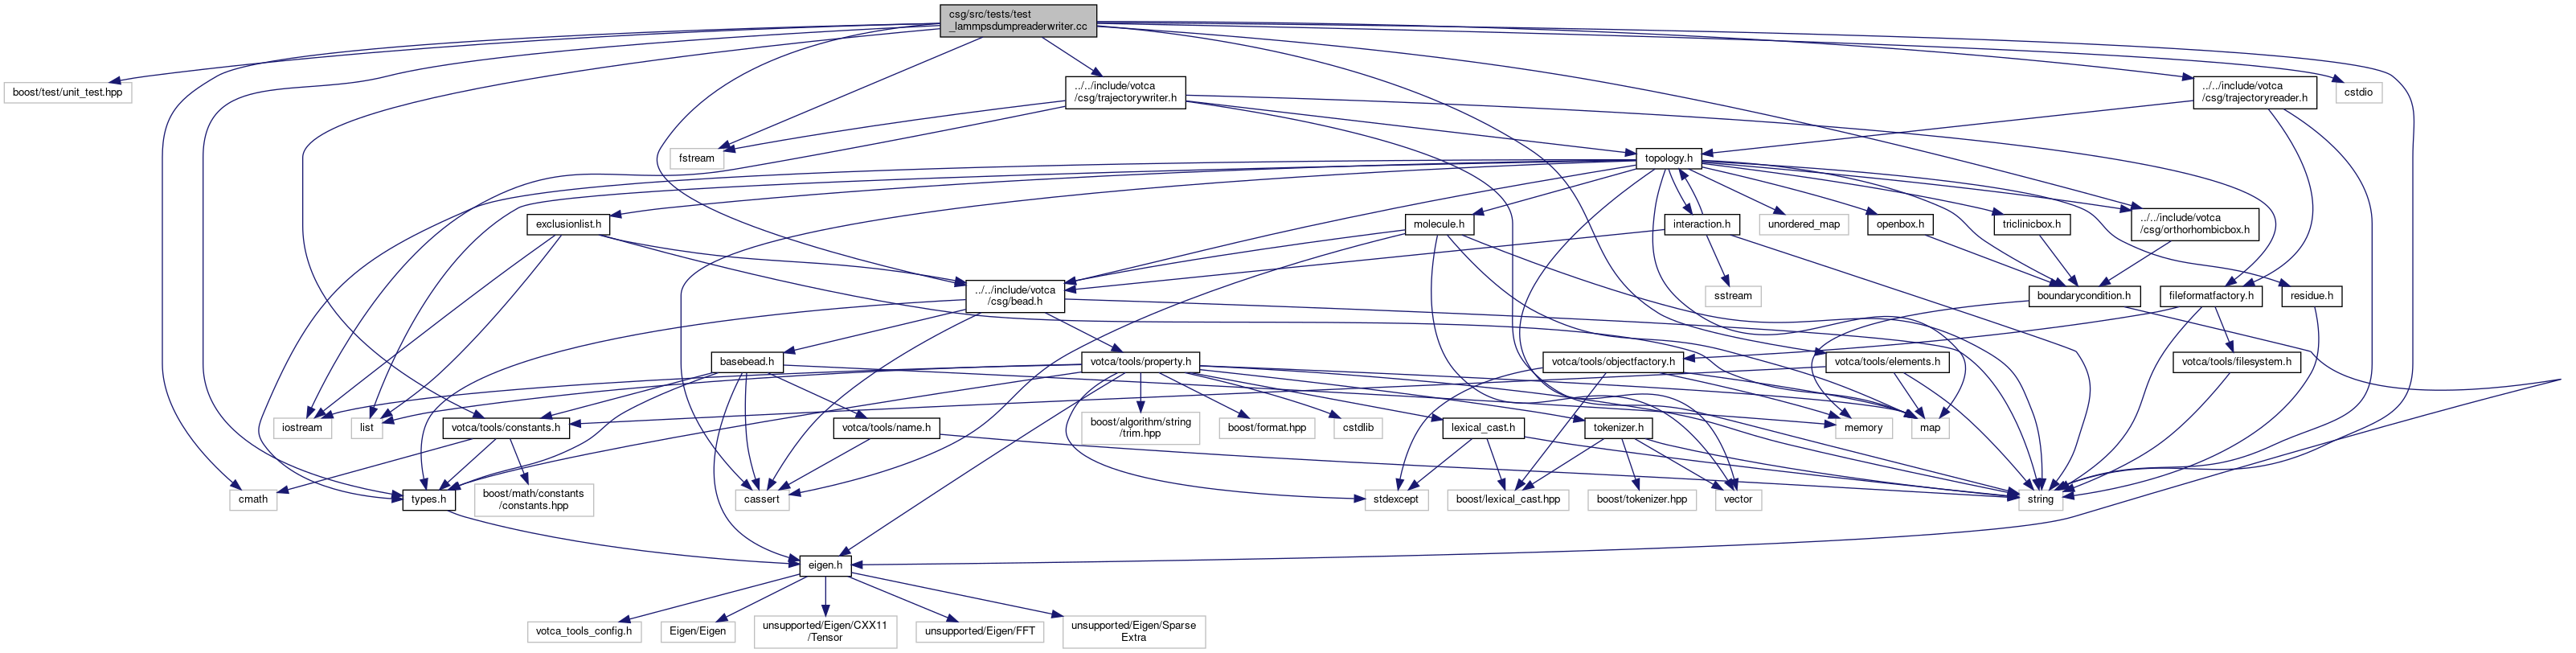 csg/src/tests/test
_lammpsdumpreaderwriter.cc
boost/test/unit_test.hpp
../../include/votca
/csg/trajectorywriter.h
../../include/votca
/csg/trajectoryreader.h
cstdio
fstream
topology.h
exclusionlist.h
molecule.h
interaction.h
unordered_map
openbox.h
triclinicbox.h
../../include/votca
/csg/orthorhombicbox.h
../../include/votca
/csg/bead.h
sstream
boundarycondition.h
fileformatfactory.h
residue.h
basebead.h
votca/tools/property.h
votca/tools/objectfactory.h
votca/tools/elements.h
votca/tools/filesystem.h
iostream
list
votca/tools/constants.h
votca/tools/name.h
boost/algorithm/string
/trim.hpp
boost/format.hpp
cstdlib
lexical_cast.h
tokenizer.h
memory
map
cmath
types.h
boost/math/constants
/constants.hpp
cassert
stdexcept
boost/lexical_cast.hpp
boost/tokenizer.hpp
vector
string
eigen.h
votca_tools_config.h
Eigen/Eigen
unsupported/Eigen/CXX11
/Tensor
unsupported/Eigen/FFT
unsupported/Eigen/Sparse
Extra